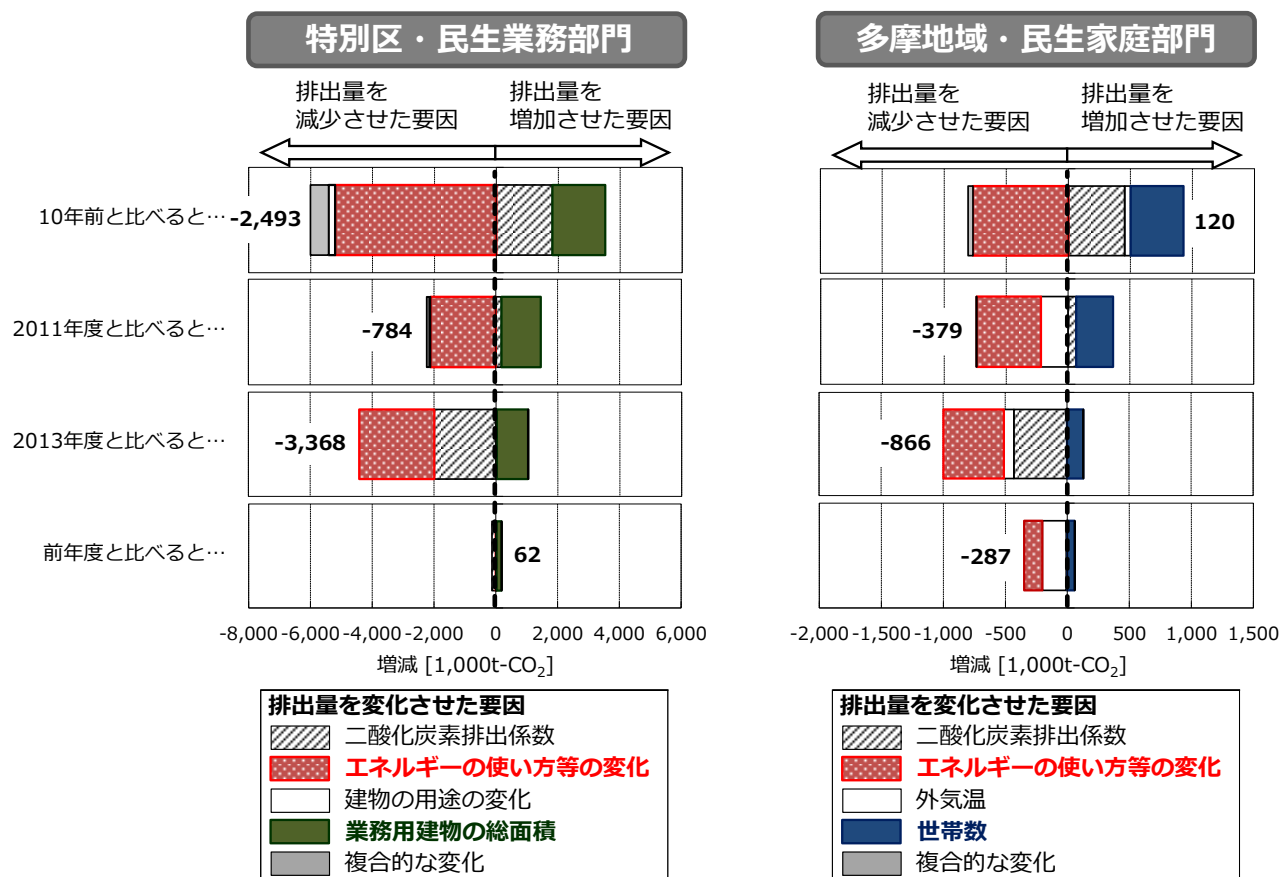 特別区・民生業務部門
排出量を
減少させた要因
排出量を
増加させた要因
10年前と比べると…
-2,493
2011年度と比べると…
-784
2013年度と比べると…
-3,368
前年度と比べると…
62
-8,000 -6,000 -4,000 -2,000 0 2,000 4,000 6,000
増減 [1,000t-CO₂]
排出量を変化させた要因
二酸化炭素排出係数
エネルギーの使い方等の変化
建物の用途の変化
業務用建物の総面積
複合的な変化
多摩地域・民生家庭部門
排出量を
減少させた要因
排出量を
増加させた要因
120
-379
-866
-287
-2,000 -1,500 -1,000 -500 0 500 1,000 1,500
増減 [1,000t-CO₂]
排出量を変化させた要因
二酸化炭素排出係数
エネルギーの使い方等の変化
外気温
世帯数
複合的な変化